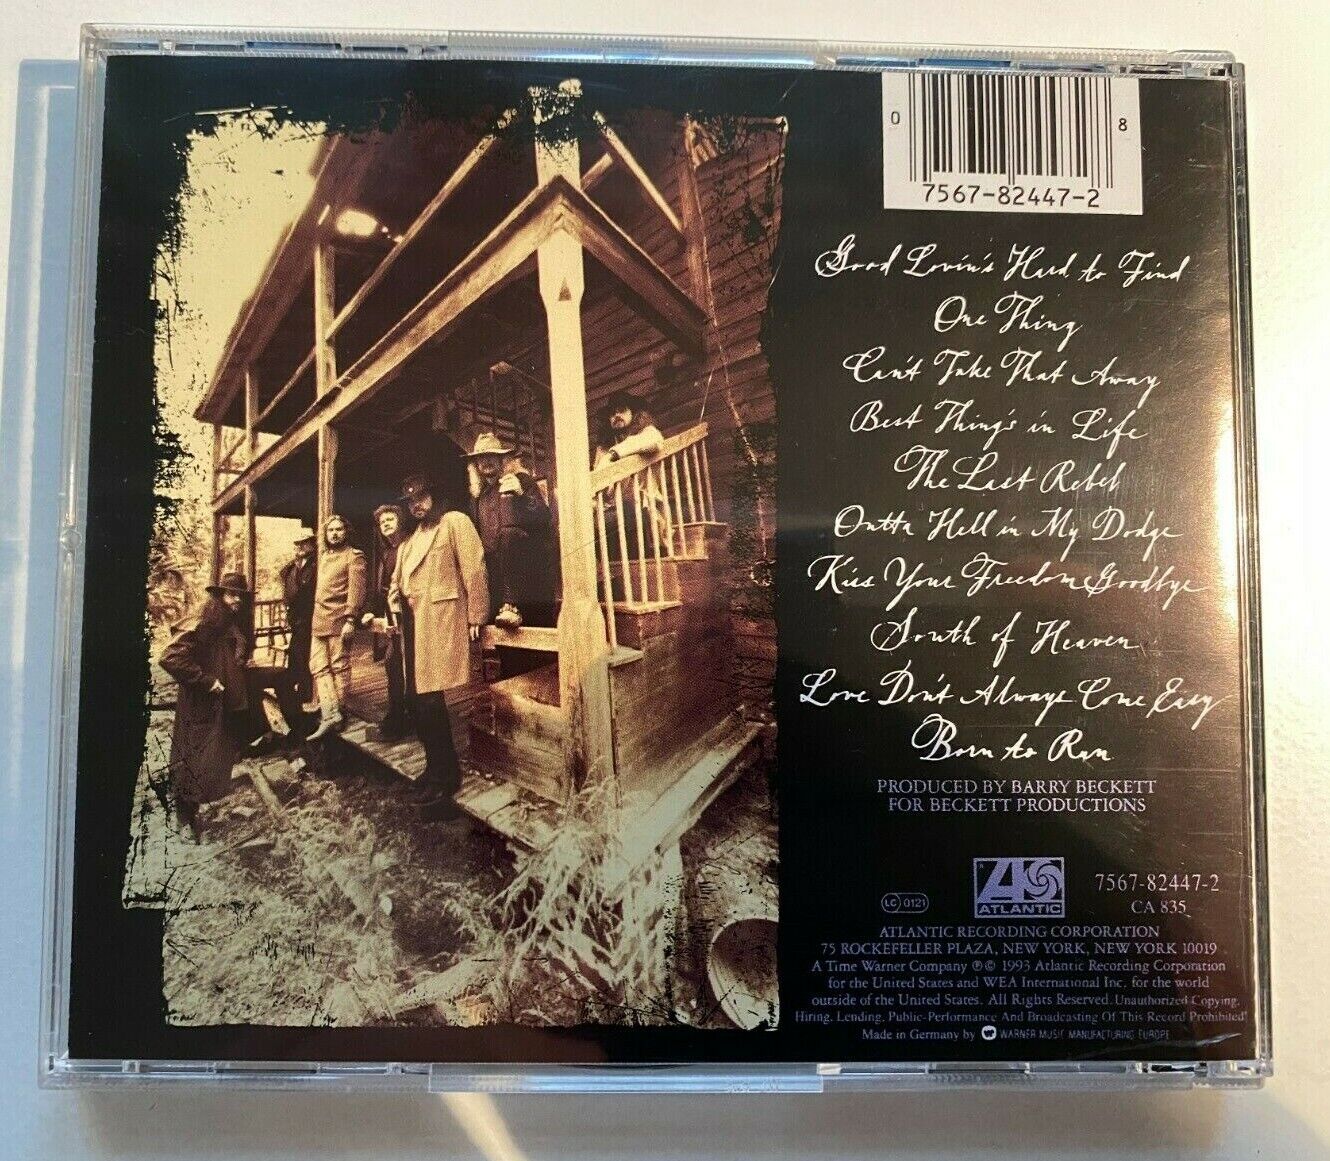 0 8
7567-82447-2
Good Lovin's Hard to Find
One Thing
Can't Take That Away
Best Things in Life
The Last Rebel
Outta Hell in My Dodge
Kiss Your Freedom Goodbye
South of Heaven
Love Don't Always Come Easy
Born to Run
PRODUCED BY BARRY BECKETT
FOR BECKETT PRODUCTIONS
LC 0121
ATLANTIC
7567-82447-2
CA 835
ATLANTIC RECORDING CORPORATION
75 ROCKEFELLER PLAZA, NEW YORK, NEW YORK 10019
A Time Warner Company ℗ © 1993 Atlantic Recording Corporation
for the United States and WEA International Inc. for the world
outside of the United States. All Rights Reserved. Unauthorized Copying,
Hiring, Lending, Public-Performance And Broadcasting Of This Record Prohibited!
Made in Germany by WARNER MUSIC MANUFACTURING EUROPE